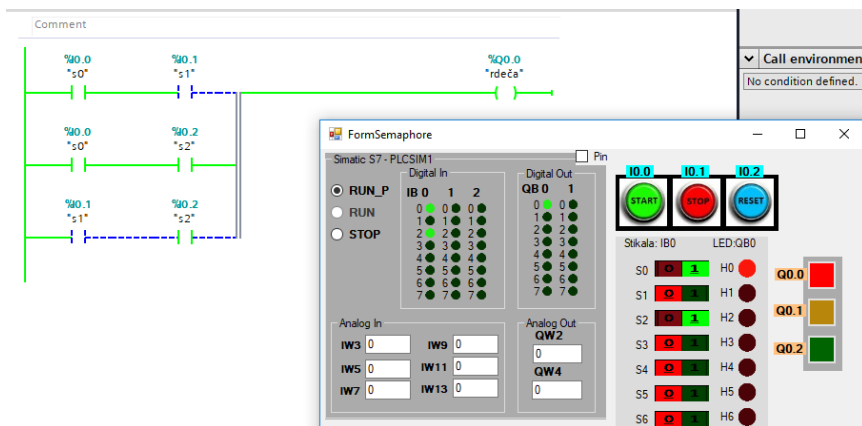 Comment
%I0.0 %I0.1 %Q0.0
"s0" "s1" "rdeča"
%I0.0 %I0.2
"s0" "s2"
%I0.1 %I0.2
"s1" "s2"
Call environmen
No condition defined.
FormSemaphore
Simatic S7 - PLCSIM1
Pin
Digital In
Digital Out
RUN_P
RUN
STOP
IB 0 1 2
0 0 0
1 1 1
2 2 2
3 3 3
4 4 4
5 5 5
6 6 6
7 7 7
QB 0 1
0 0
1 1
2 2
3 3
4 4
5 5
6 6
7 7
Analog In
IW3 0 IW9 0
IW5 0 IW11 0
IW7 0 IW13 0
Analog Out
QW2
0
QW4
0
I0.0 I0.1 I0.2
START STOP RESET
Stikala: IB0 LED:QB0
S0 0 1 H0
S1 0 1 H1
S2 0 1 H2
S3 0 1 H3
S4 0 1 H4
S5 0 1 H5
S6 0 1 H6
Q0.0
Q0.1
Q0.2